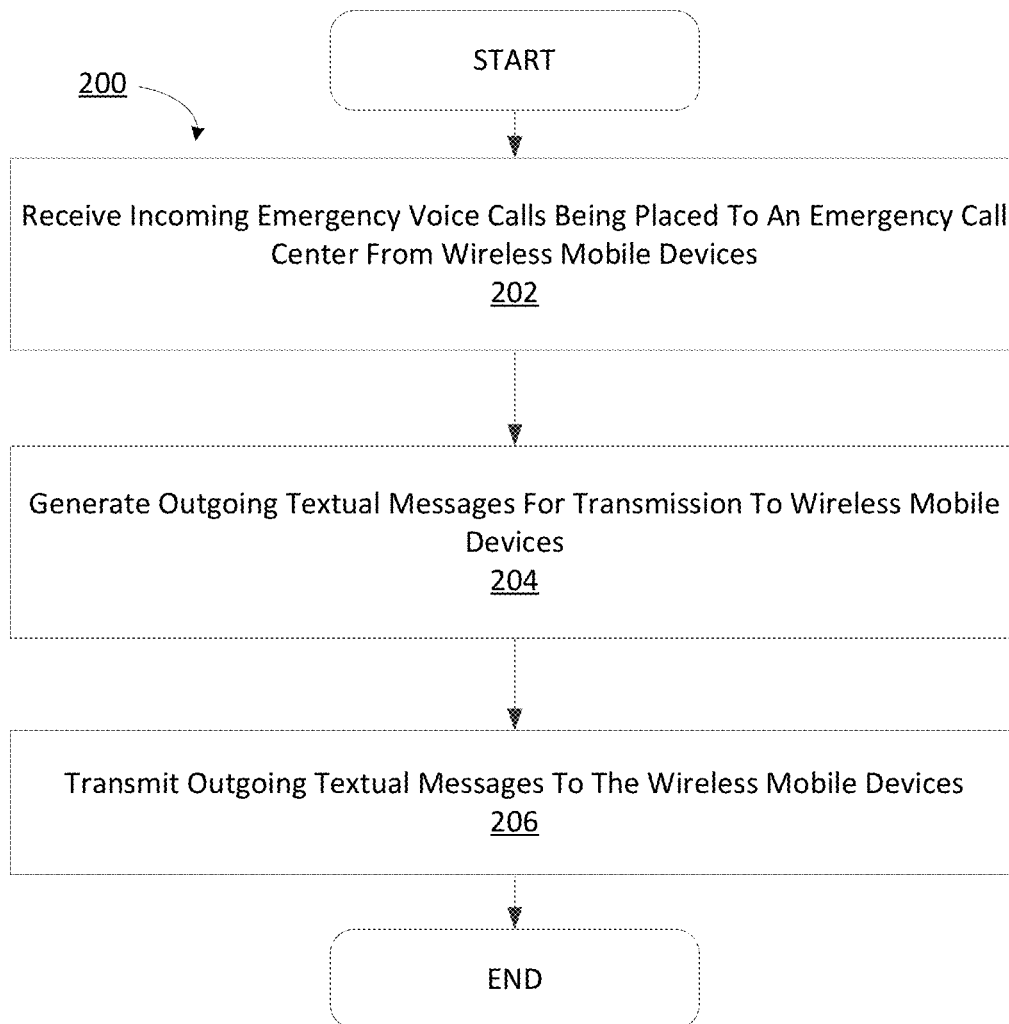 START
200
Receive Incoming Emergency Voice Calls Being Placed To An Emergency Call
Center From Wireless Mobile Devices
202
Generate Outgoing Textual Messages For Transmission To Wireless Mobile
Devices
204
Transmit Outgoing Textual Messages To The Wireless Mobile Devices
206
END